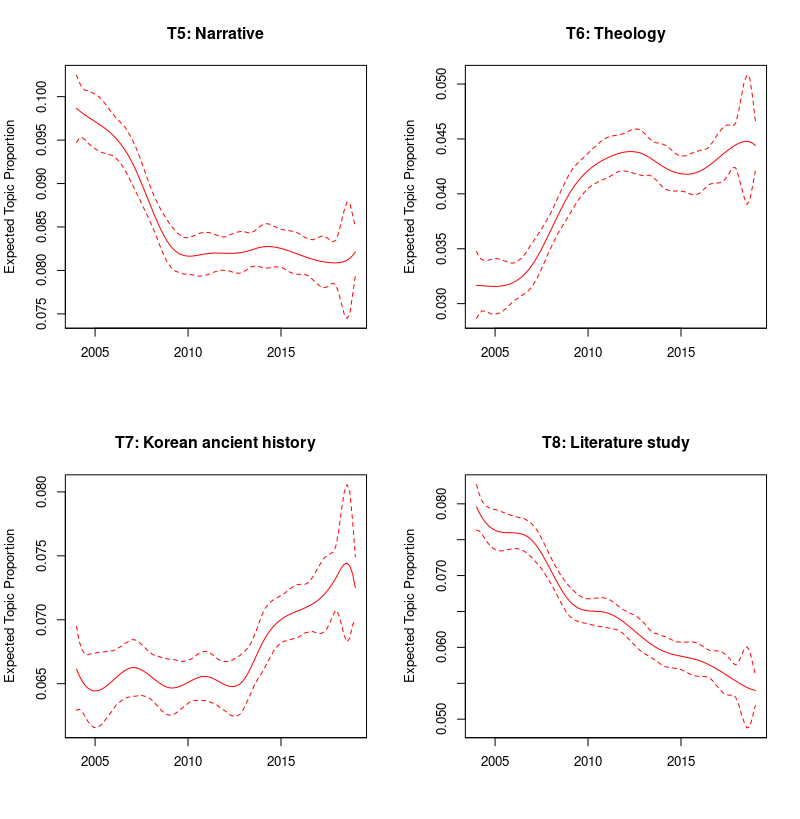 T5: Narrative
Expected Topic Proportion
0.100
0.095
0.090
0.085
0.080
0.075
2005 2010 2015
T6: Theology
Expected Topic Proportion
0.050
0.045
0.040
0.035
0.030
2005 2010 2015
T7: Korean ancient history
Expected Topic Proportion
0.080
0.075
0.070
0.065
2005 2010 2015
T8: Literature study
Expected Topic Proportion
0.080
0.070
0.060
0.050
2005 2010 2015